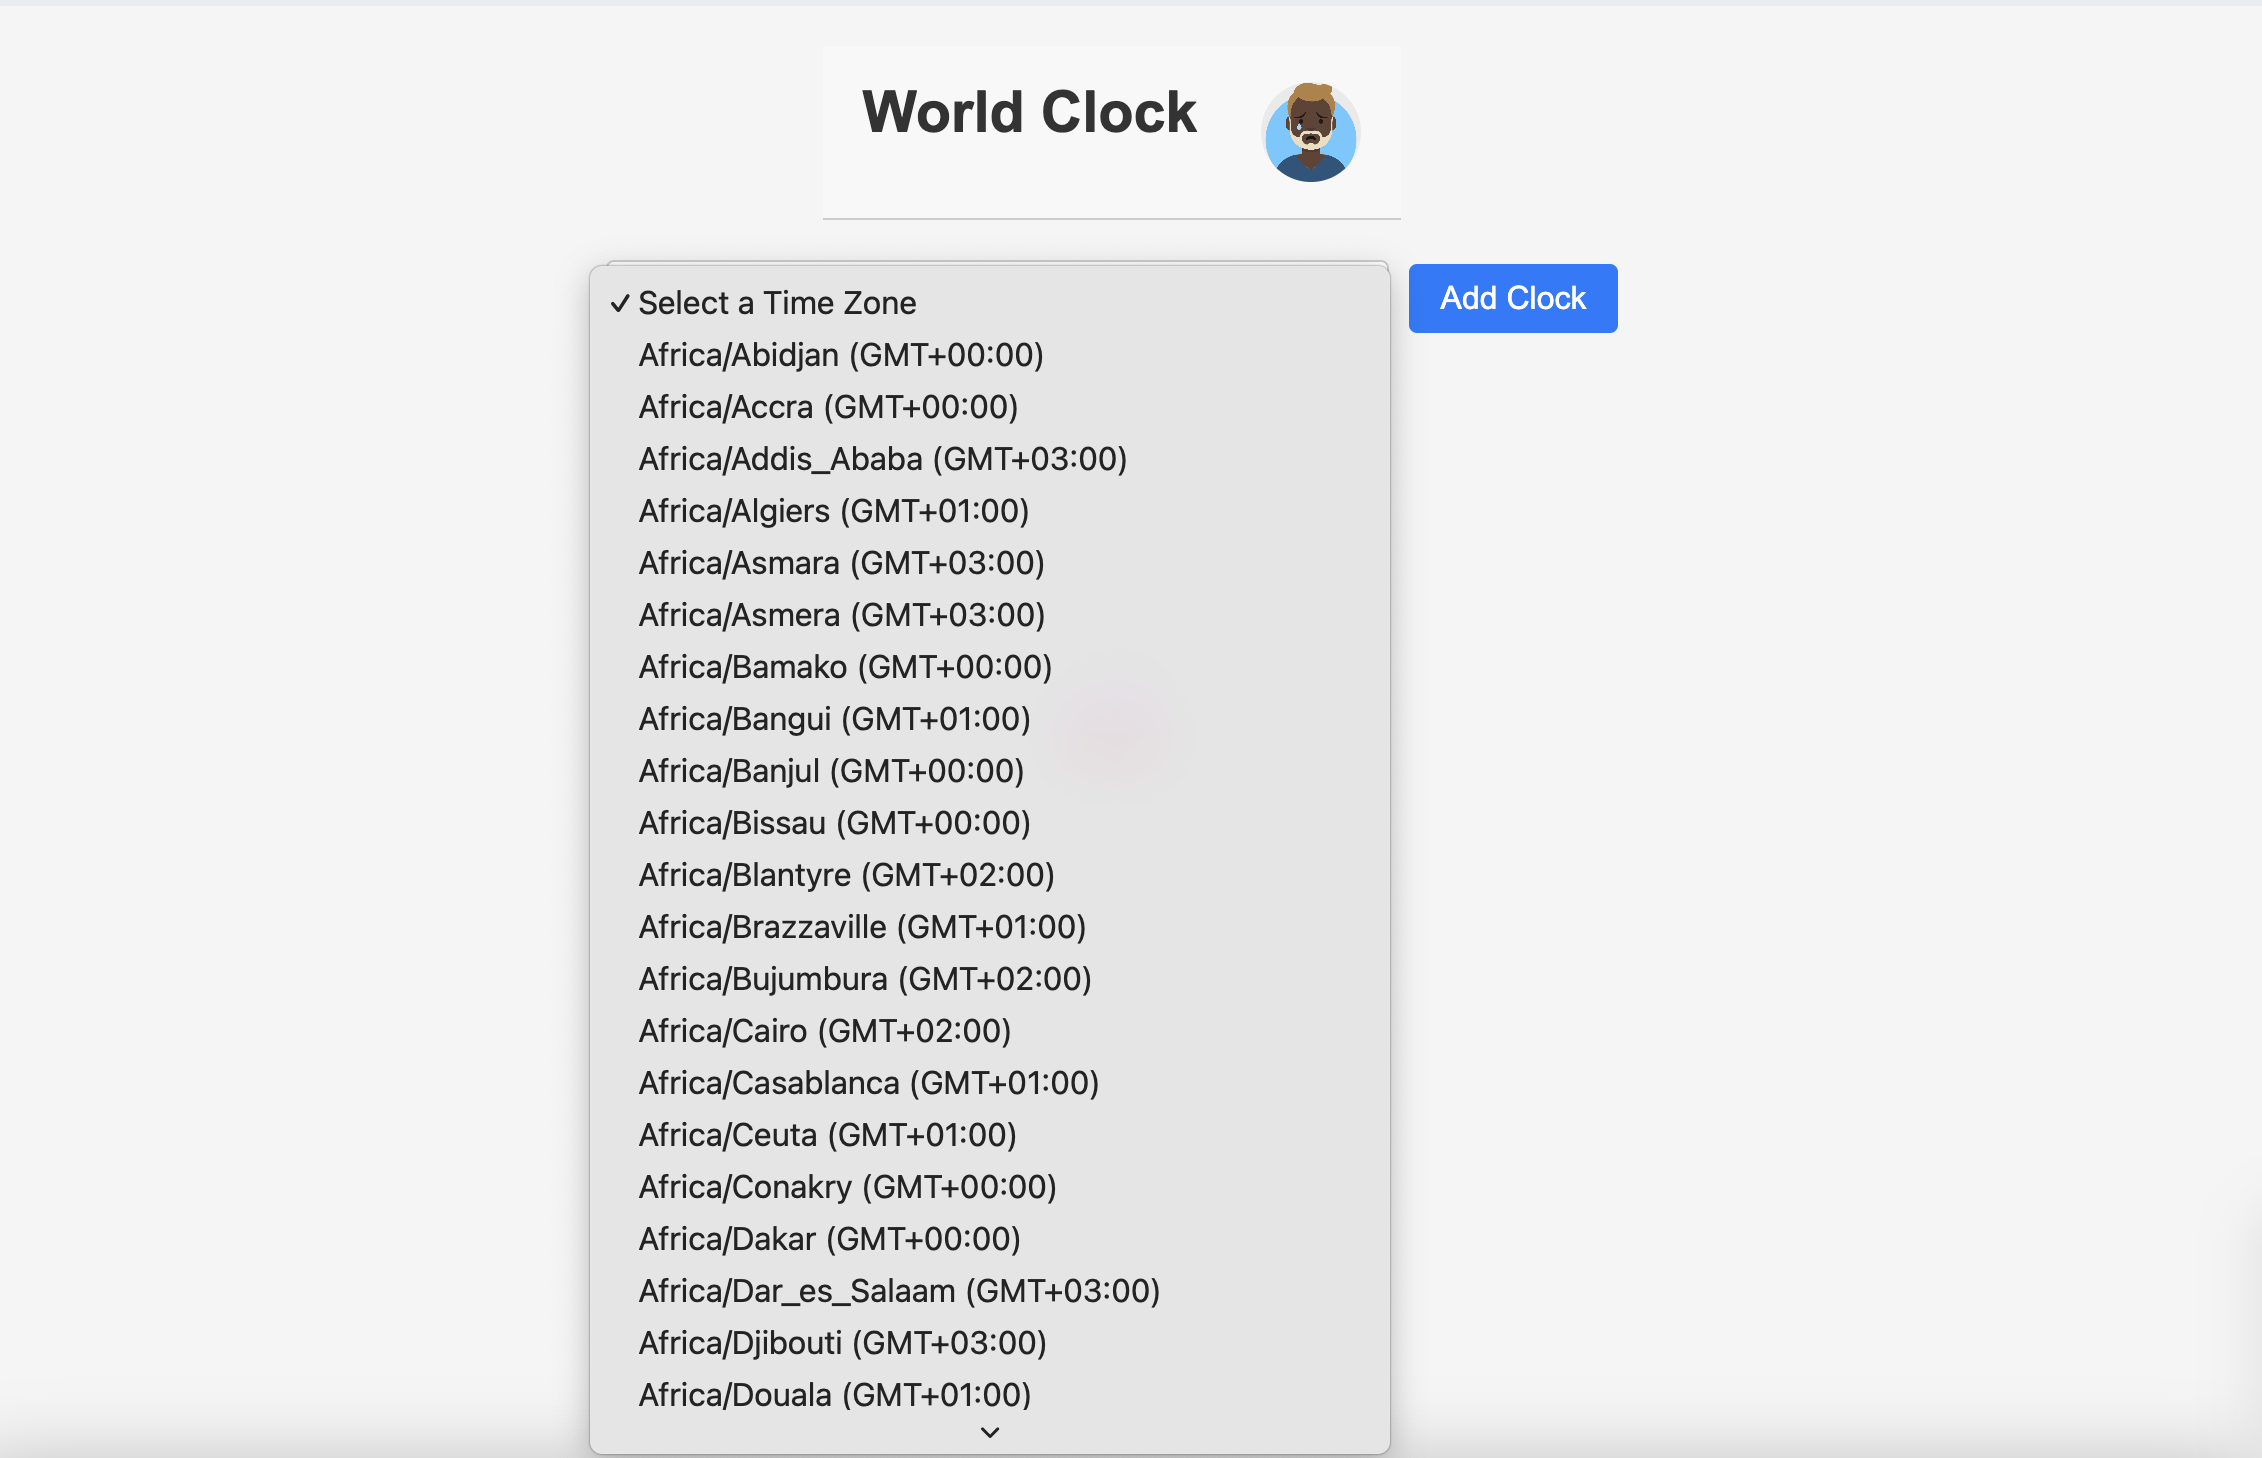 World Clock
✓ Select a Time Zone
Add Clock
Africa/Abidjan (GMT+00:00)
Africa/Accra (GMT+00:00)
Africa/Addis_Ababa (GMT+03:00)
Africa/Algiers (GMT+01:00)
Africa/Asmara (GMT+03:00)
Africa/Asmera (GMT+03:00)
Africa/Bamako (GMT+00:00)
Africa/Bangui (GMT+01:00)
Africa/Banjul (GMT+00:00)
Africa/Bissau (GMT+00:00)
Africa/Blantyre (GMT+02:00)
Africa/Brazzaville (GMT+01:00)
Africa/Bujumbura (GMT+02:00)
Africa/Cairo (GMT+02:00)
Africa/Casablanca (GMT+01:00)
Africa/Ceuta (GMT+01:00)
Africa/Conakry (GMT+00:00)
Africa/Dakar (GMT+00:00)
Africa/Dar_es_Salaam (GMT+03:00)
Africa/Djibouti (GMT+03:00)
Africa/Douala (GMT+01:00)